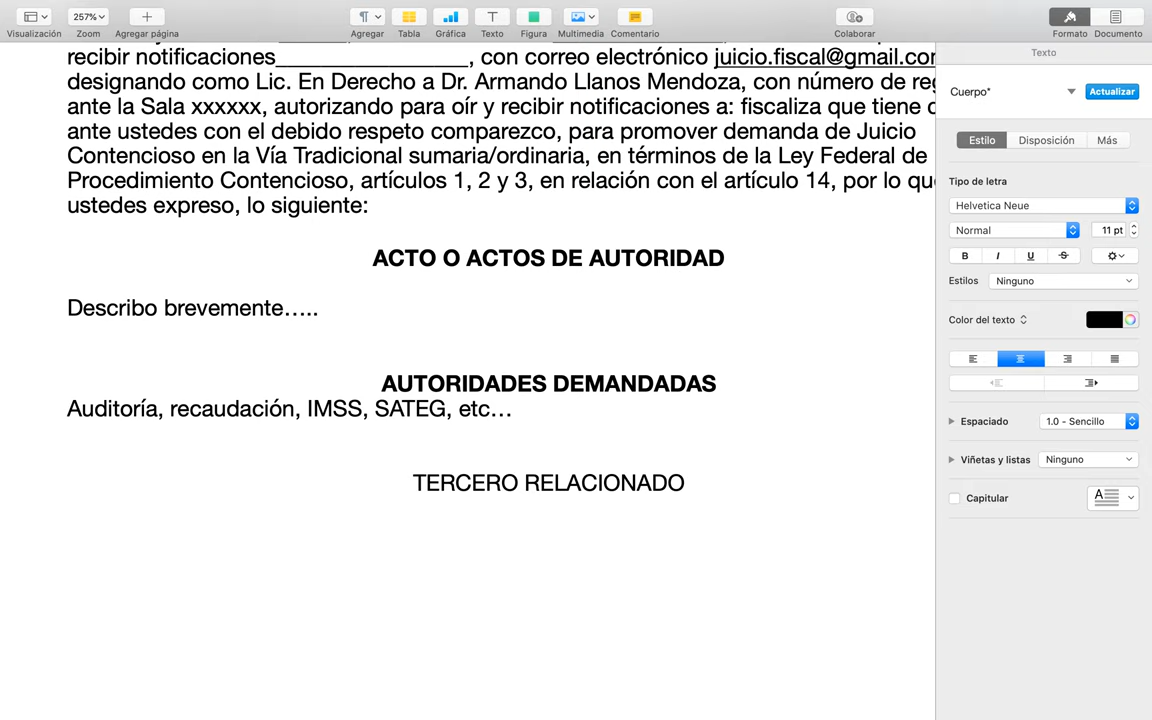 Visualización
257%
Zoom
Agregar página
Agregar
Tabla
Gráfica
Texto
Figura
Multimedia
Comentario
Colaborar
Formato
Documento
recibir notificaciones________________, con correo electrónico juicio.fiscal@gmail.com
designando como Lic. En Derecho a Dr. Armando Llanos Mendoza, con número de reg
ante la Sala xxxxxx, autorizando para oír y recibir notificaciones a: fiscaliza que tiene
ante ustedes con el debido respeto comparezco, para promover demanda de Juicio
Contencioso en la Vía Tradicional sumaria/ordinaria, en términos de la Ley Federal de
Procedimiento Contencioso, artículos 1, 2 y 3, en relación con el artículo 14, por lo que
ustedes expreso, lo siguiente:
ACTO O ACTOS DE AUTORIDAD
Describo brevemente…..
AUTORIDADES DEMANDADAS
Auditoría, recaudación, IMSS, SATEG, etc…
TERCERO RELACIONADO
Texto
Cuerpo*
Actualizar
Estilo
Disposición
Más
Tipo de letra
Helvetica Neue
Normal
11 pt
B I U S
Estilos
Ninguno
Color del texto
Espaciado
1.0 - Sencillo
Viñetas y listas
Ninguno
Capitular
A